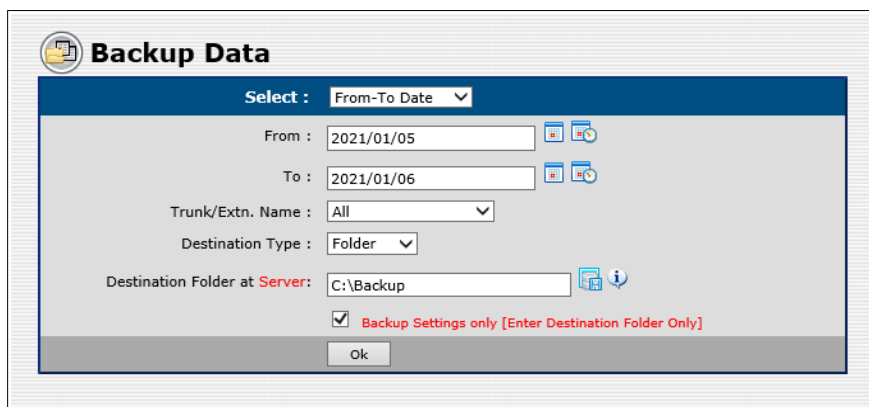 Backup Data
Select : From-To Date
From : 2021/01/05
To : 2021/01/06
Trunk/Extn. Name : All
Destination Type : Folder
Destination Folder at Server: C:\Backup
Backup Settings only [Enter Destination Folder Only]
Ok